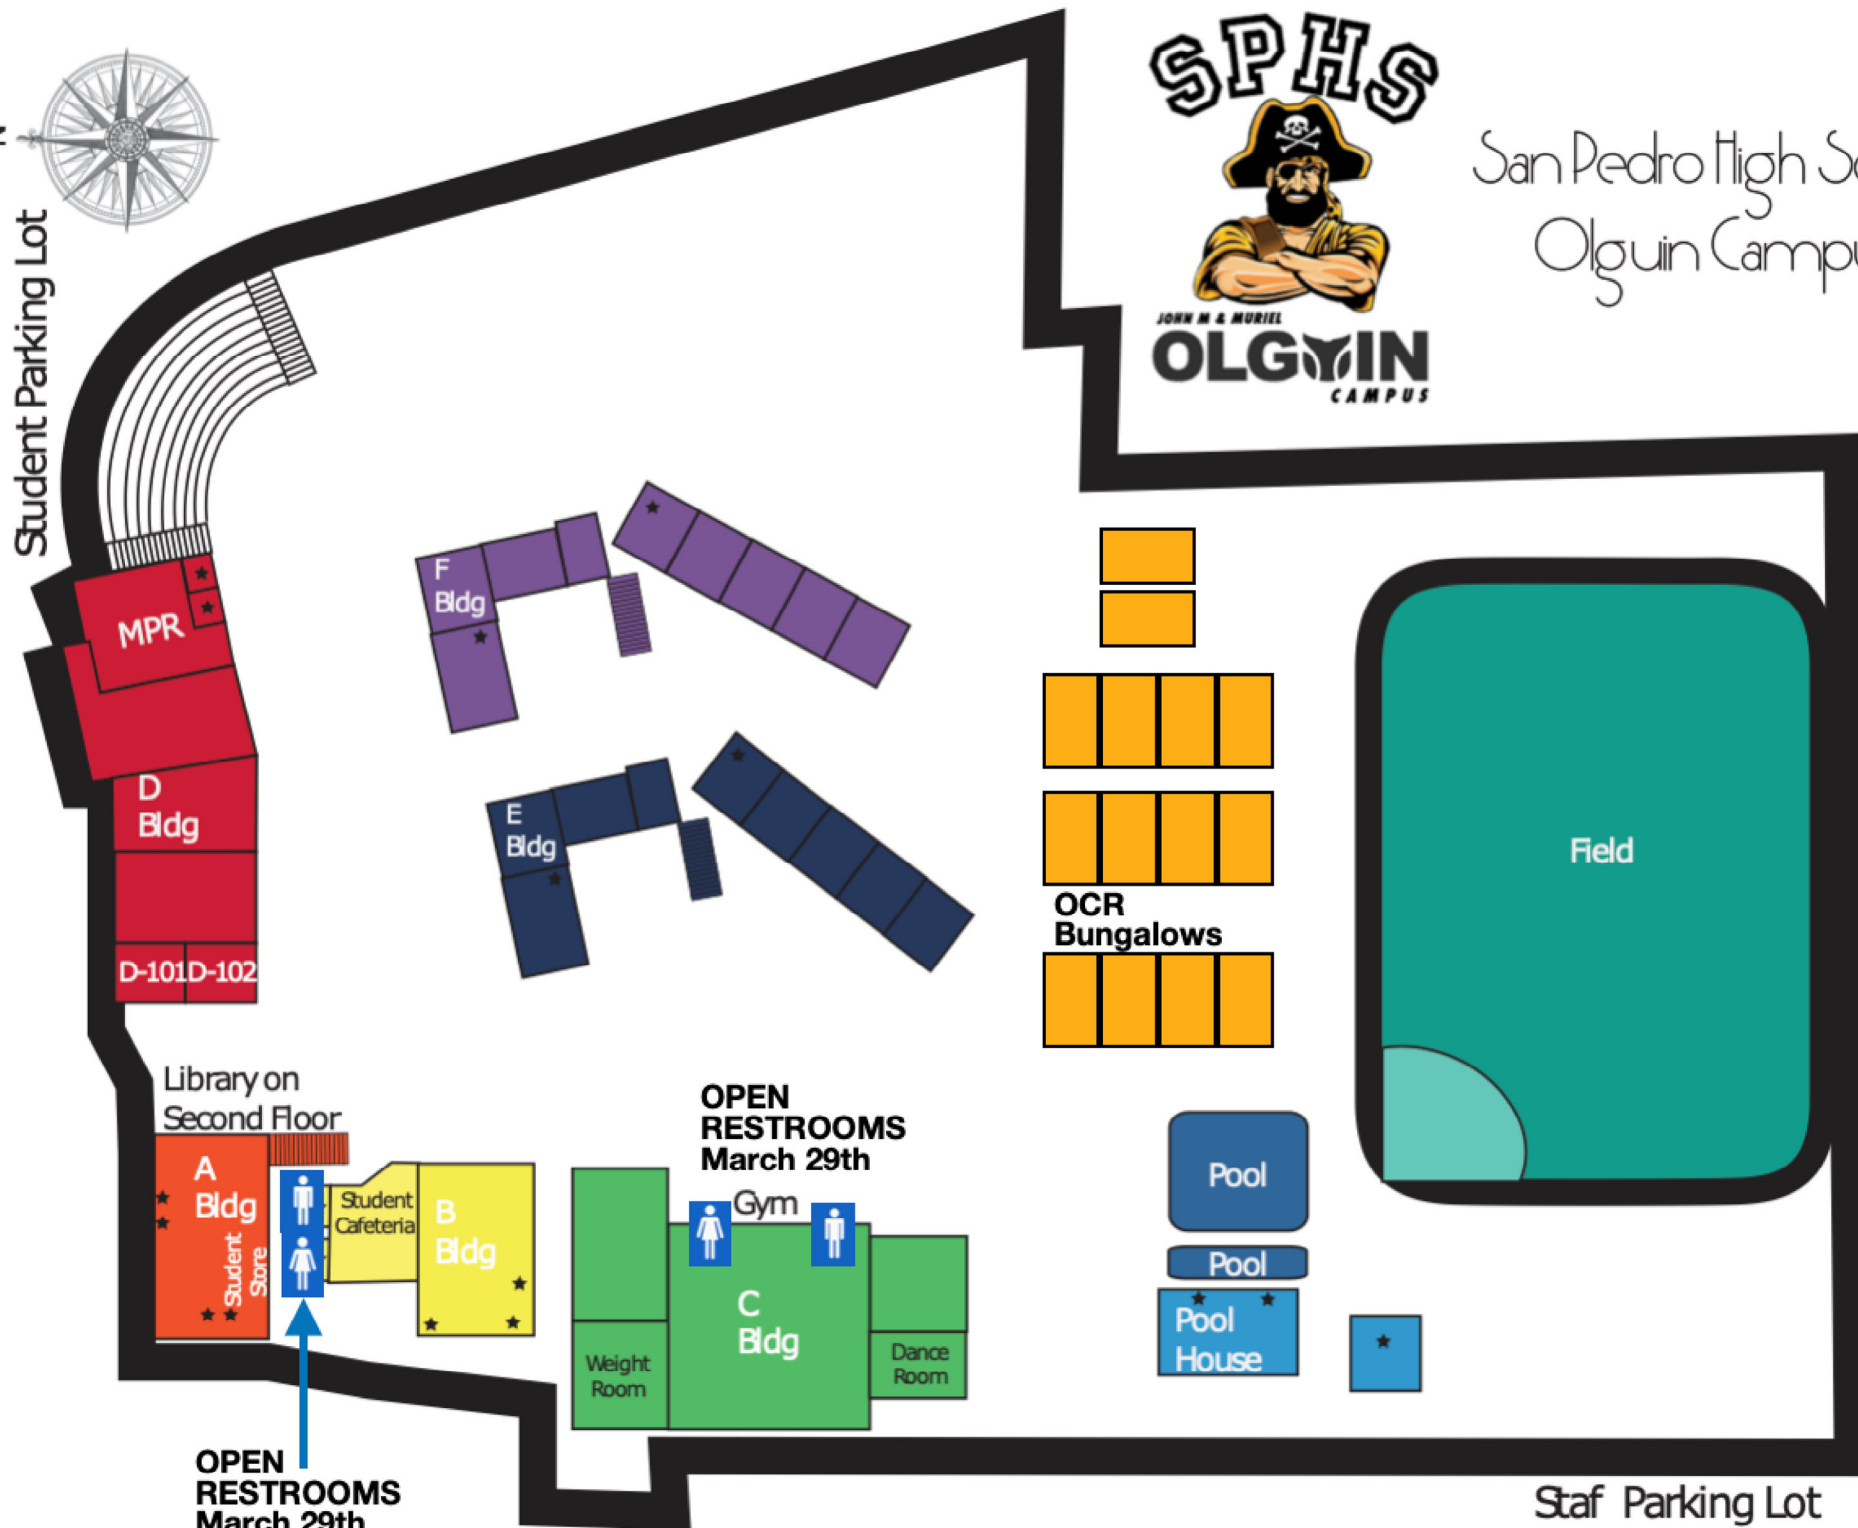 SPHS
San Pedro High Sc
Olguin Campu
JOHN M & MURIEL
OLGUIN
CAMPUS
N
Student Parking Lot
F
Bldg
MPR
D
Bldg
E
Bldg
Field
OCR
Bungalows
D-101
D-102
Library on
Second Floor
OPEN
RESTROOMS
March 29th
Gym
A
Bldg
Student
Store
Student
Cafeteria
B
Bldg
C
Bldg
Weight
Room
Dance
Room
Pool
Pool
Pool
House
OPEN
RESTROOMS
March 29th
Staf Parking Lot